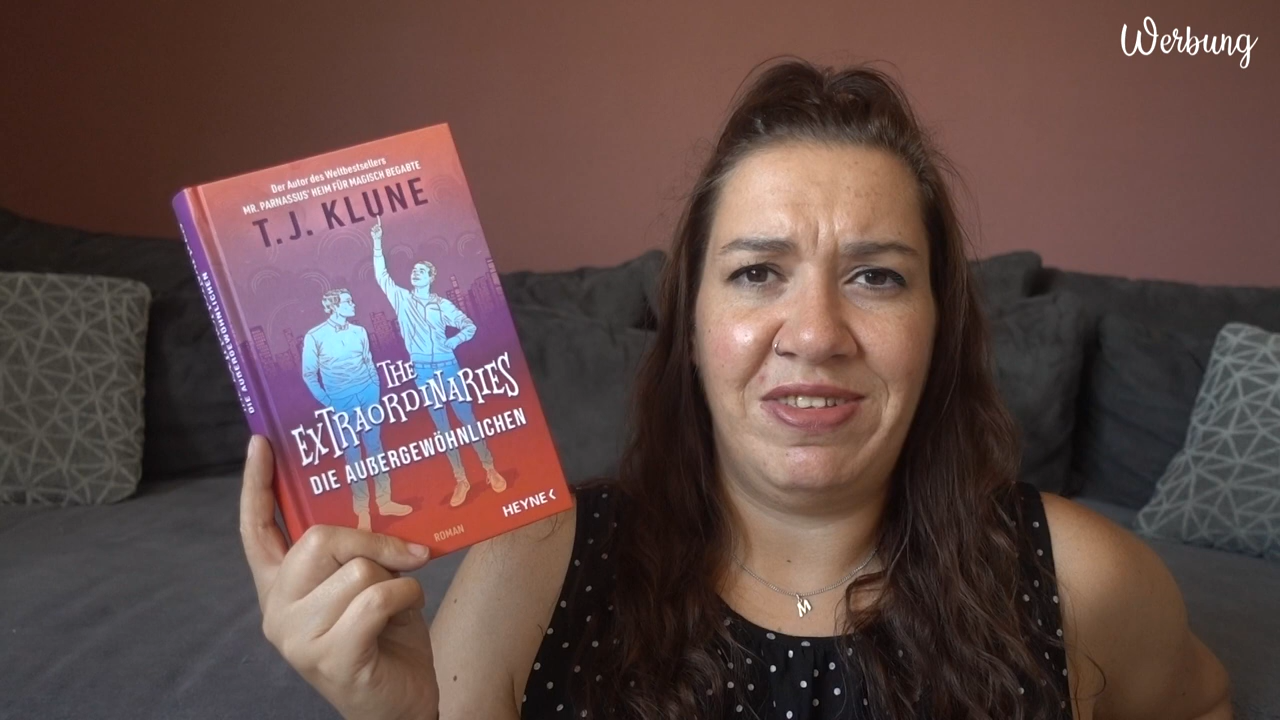 Werbung
Der Autor des Weltbestsellers
MR. PARNASSUS' HEIM FÜR MAGISCH BEGABTE
T. J. KLUNE
THE
EXTRAORDINARIES
DIE AUẞERGEWÖHNLICHEN
HEYNE
ROMAN
DIE AUẞERGEWÖHNLICHEN
M